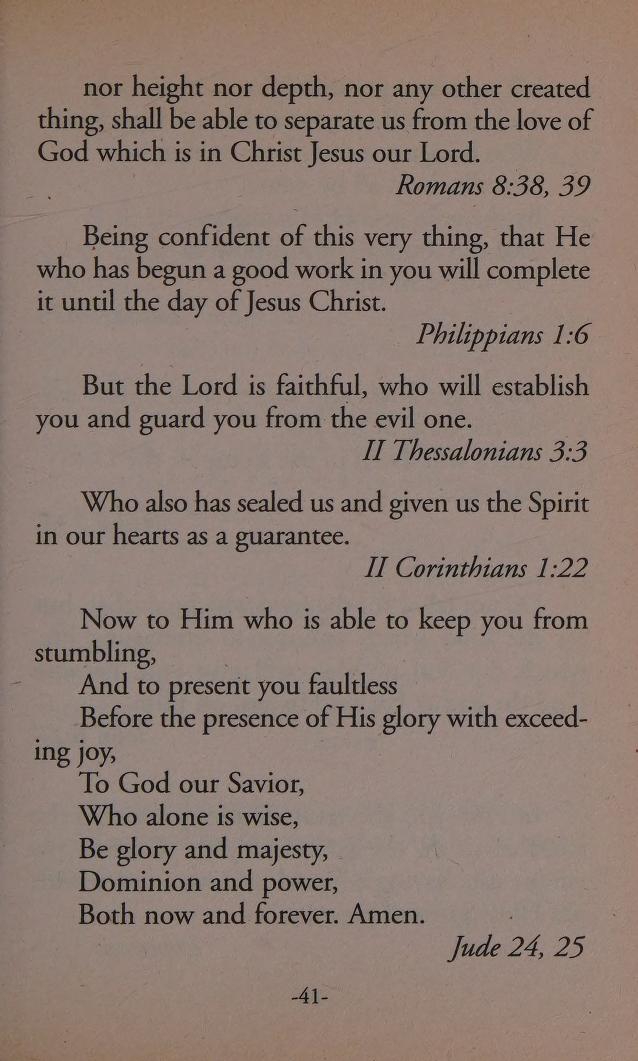 nor height nor depth, nor any other created
thing, shall be able to separate us from the love of
God which is in Christ Jesus our Lord.
Romans 8:38, 39
Being confident of this very thing, that He
who has begun a good work in you will complete
it until the day of Jesus Christ.
Philippians 1:6
But the Lord is faithful, who will establish
you and guard you from the evil one.
II Thessalonians 3:3
Who also has sealed us and given us the Spirit
in our hearts as a guarantee.
II Corinthians 1:22
Now to Him who is able to keep you from
stumbling,
And to present you faultless
Before the presence of His glory with exceed-
ing joy,
To God our Savior,
Who alone is wise,
Be glory and majesty,
Dominion and power,
Both now and forever. Amen.
Jude 24, 25
-41-